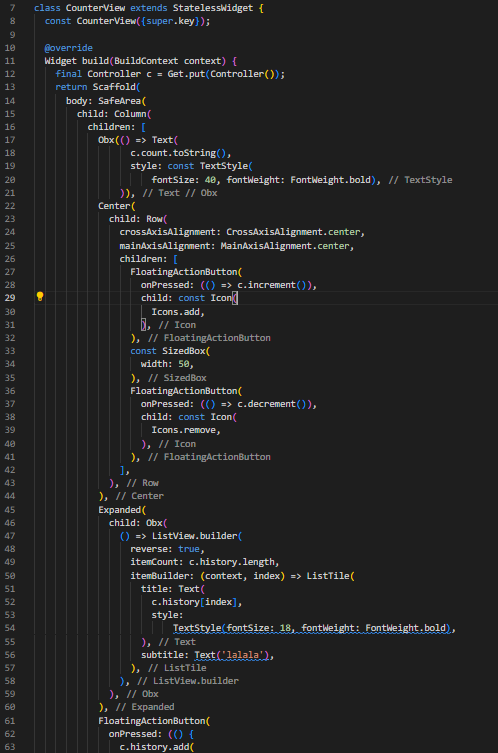 7 class CounterView extends StatelessWidget {
8   const CounterView({super.key});
9
10   @override
11   Widget build(BuildContext context) {
12     final Controller c = Get.put(Controller());
13     return Scaffold(
14       body: SafeArea(
15         child: Column(
16           children: [
17             Obx(() => Text(
18                   c.count.toString(),
19                   style: const TextStyle(
20                       fontSize: 40, fontWeight: FontWeight.bold), // TextStyle
21                 )), // Text // Obx
22             Center(
23               child: Row(
24                 crossAxisAlignment: CrossAxisAlignment.center,
25                 mainAxisAlignment: MainAxisAlignment.center,
26                 children: [
27                   FloatingActionButton(
28                     onPressed: (() => c.increment()),
29                     child: const Icon(
30                       Icons.add,
31                     ), // Icon
32                   ), // FloatingActionButton
33                   const SizedBox(
34                     width: 50,
35                   ), // SizedBox
36                   FloatingActionButton(
37                     onPressed: (() => c.decrement()),
38                     child: const Icon(
39                       Icons.remove,
40                     ), // Icon
41                   ), // FloatingActionButton
42                 ],
43               ), // Row
44             ), // Center
45             Expanded(
46               child: Obx(
47                 () => ListView.builder(
48                   reverse: true,
49                   itemCount: c.history.length,
50                   itemBuilder: (context, index) => ListTile(
51                     title: Text(
52                       c.history[index],
53                       style:
54                           TextStyle(fontSize: 18, fontWeight: FontWeight.bold),
55                     ), // Text
56                     subtitle: Text('lalala'),
57                   ), // ListTile
58                 ), // ListView.builder
59               ), // Obx
60             ), // Expanded
61             FloatingActionButton(
62               onPressed: (() {
63                 c.history.add(